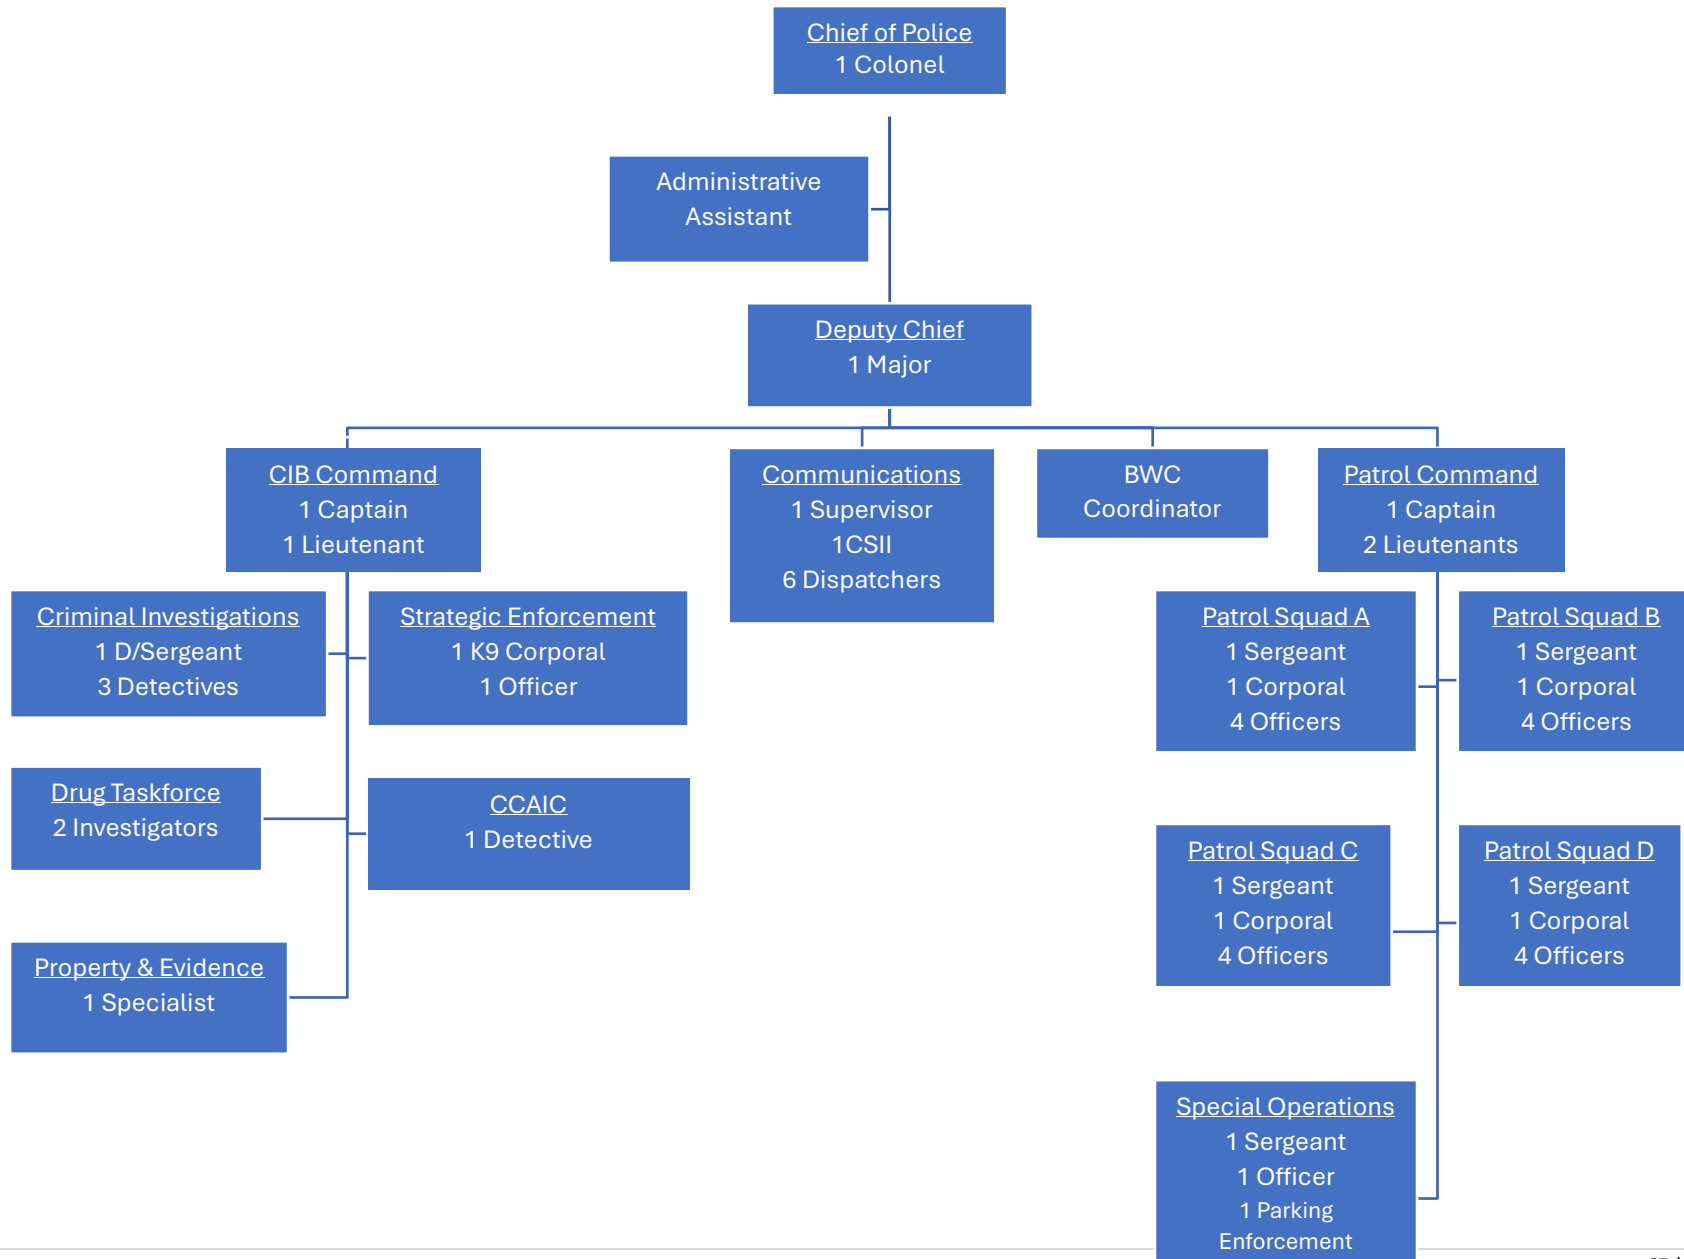 Chief of Police
1 Colonel
Administrative
Assistant
Deputy Chief
1 Major
CIB Command
1 Captain
1 Lieutenant
Communications
1 Supervisor
1CSII
6 Dispatchers
BWC
Coordinator
Patrol Command
1 Captain
2 Lieutenants
Criminal Investigations
1 D/Sergeant
3 Detectives
Strategic Enforcement
1 K9 Corporal
1 Officer
Patrol Squad A
1 Sergeant
1 Corporal
4 Officers
Patrol Squad B
1 Sergeant
1 Corporal
4 Officers
Drug Taskforce
2 Investigators
CCAIC
1 Detective
Patrol Squad C
1 Sergeant
1 Corporal
4 Officers
Patrol Squad D
1 Sergeant
1 Corporal
4 Officers
Property & Evidence
1 Specialist
Special Operations
1 Sergeant
1 Officer
1 Parking
Enforcement